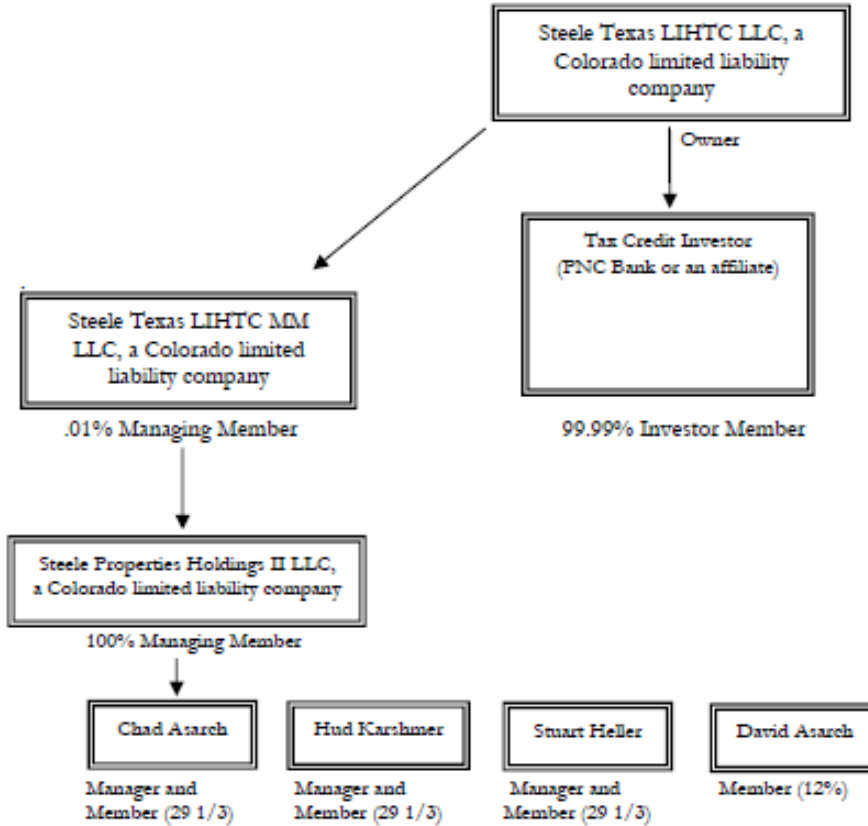 Steele Texas LIHTC LLC, a
Colorado limited liability
company
Owner
Tax Credit Investor
(PNC Bank or an affiliate)
Steele Texas LIHTC MM
LLC, a Colorado limited
liability company
.01% Managing Member
99.99% Investor Member
Steele Properties Holdings II LLC,
a Colorado limited liability company
100% Managing Member
Chad Asarch
Hud Karshmer
Stuart Heller
David Asarch
Manager and
Member (29 1/3)
Manager and
Member (29 1/3)
Manager and
Member (29 1/3)
Member (12%)